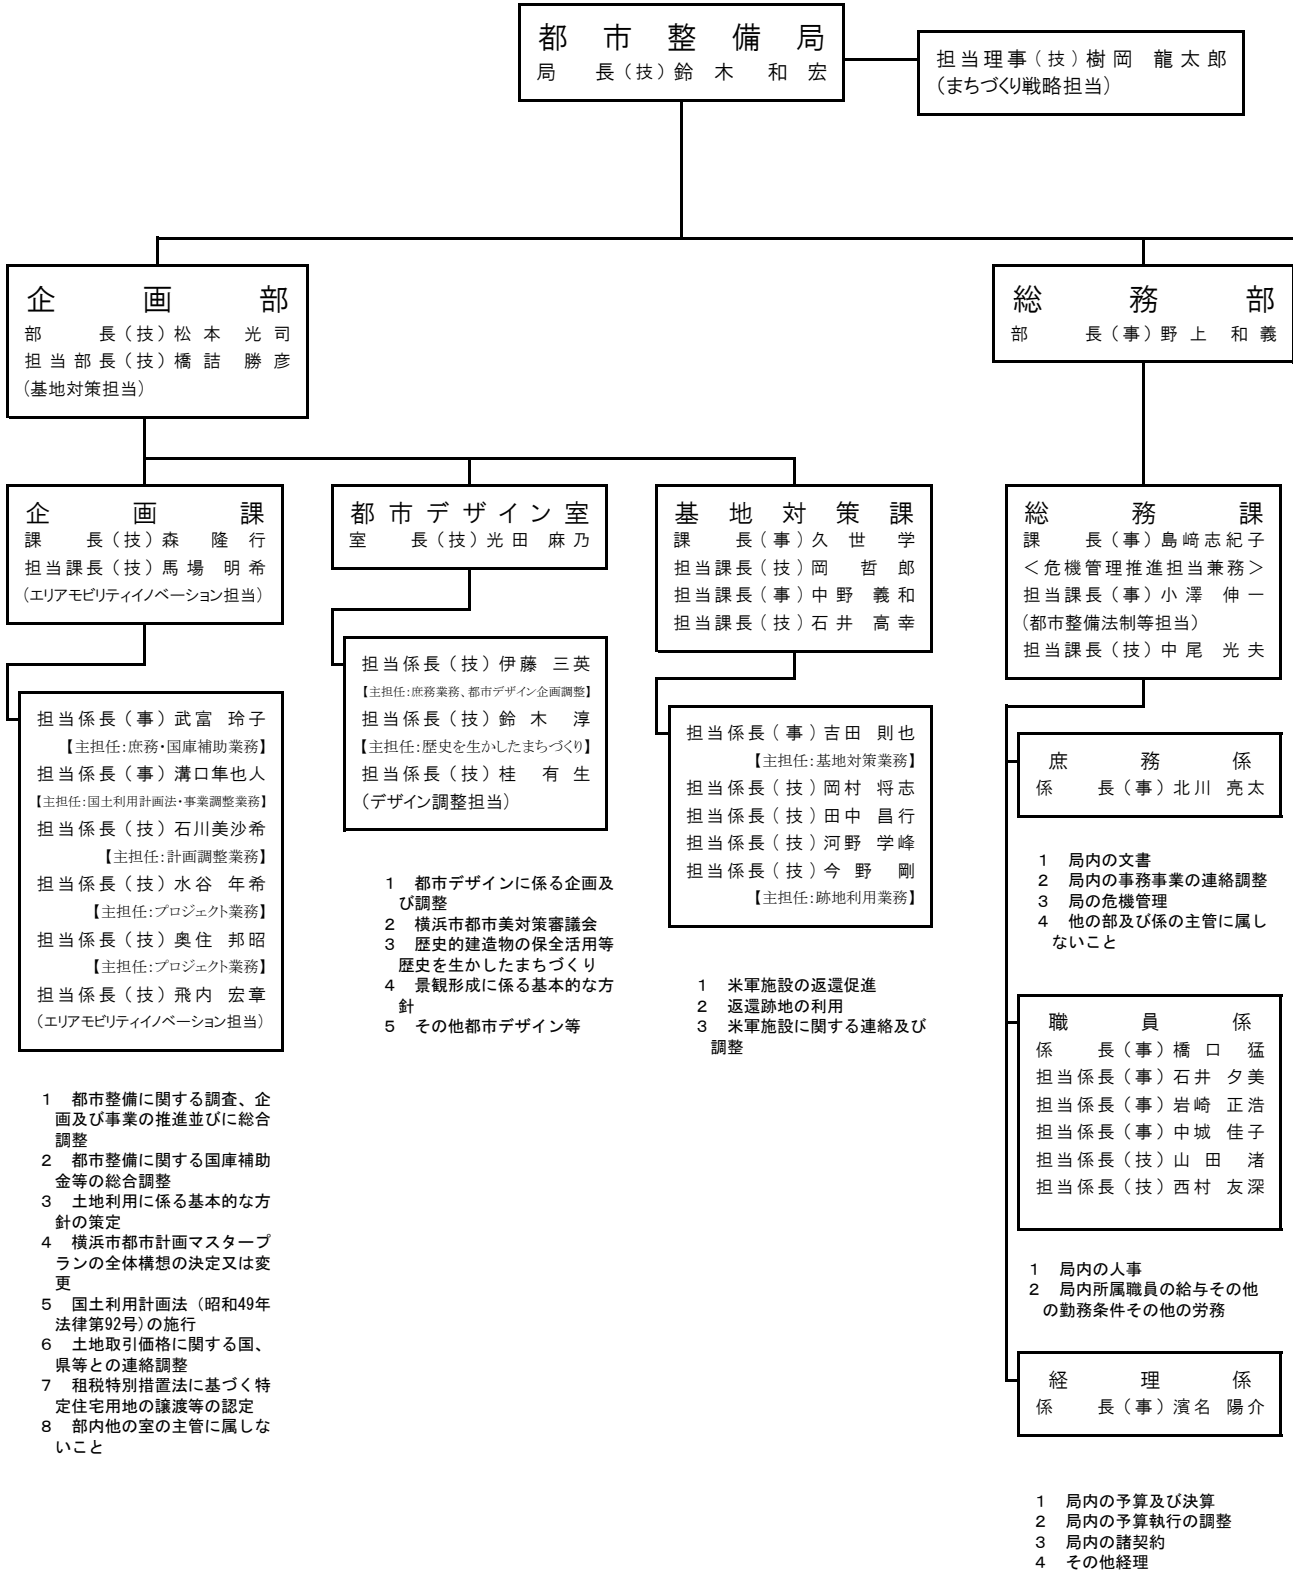 都市整備局
局長(技)鈴木和宏
担当理事(技)樹岡 龍太郎
(まちづくり戦略担当)
企画部
部長(技)松本 光司
担当部長(技)橋詰 勝彦
(基地対策担当)
総務部
部長(事)野上 和義
企画課
課長(技)森 隆行
担当課長(技)馬場 明希
(エリアモビリティイノベーション担当)
担当係長(事)武富 玲子
【主担任:庶務・国庫補助業務】
担当係長(事)溝口隼也人
【主担任:国土利用計画法・事業調整業務】
担当係長(技)石川美沙希
【主担任:計画調整業務】
担当係長(技)水谷 年希
【主担任:プロジェクト業務】
担当係長(技)奥住 邦昭
【主担任:プロジェクト業務】
担当係長(技)飛内 宏章
(エリアモビリティイノベーション担当)
1 都市整備に関する調査、企
画及び事業の推進並びに総合
調整
2 都市整備に関する国庫補助
金等の総合調整
3 土地利用に係る基本的な方
針の策定
4 横浜市都市計画マスタープ
ランの全体構想の決定又は変
更
5 国土利用計画法(昭和49年
法律第92号)の施行
6 土地取引価格に関する国、
県等との連絡調整
7 租税特別措置法に基づく特
定住宅用地の譲渡等の認定
8 部内他の室の主管に属しな
いこと
都市デザイン室
室長(技)光田 麻乃
担当係長(技)伊藤 三英
【主担任:庶務業務、都市デザイン企画調整】
担当係長(技)鈴木 淳
【主担任:歴史を生かしたまちづくり】
担当係長(技)桂 有生
(デザイン調整担当)
1 都市デザインに係る企画及
び調整
2 横浜市都市美対策審議会
3 歴史的建造物の保全活用等
歴史を生かしたまちづくり
4 景観形成に係る基本的な方
針
5 その他都市デザイン等
基地対策課
課長(事)久世 学
担当課長(技)岡 哲郎
担当課長(事)中野 義和
担当課長(技)石井 高幸
担当係長(事)吉田 則也
【主担任:基地対策業務】
担当係長(技)岡村 将志
担当係長(技)田中 昌行
担当係長(技)河野 学峰
担当係長(技)今野 剛
【主担任:跡地利用業務】
1 米軍施設の返還促進
2 返還跡地の利用
3 米軍施設に関する連絡及び
調整
総務課
課長(事)島﨑志紀子
<危機管理推進担当兼務>
担当課長(事)小澤 伸一
(都市整備法制等担当)
担当課長(技)中尾 光夫
庶務係
係長(事)北川 亮太
1 局内の文書
2 局内の事務事業の連絡調整
3 局の危機管理
4 他の部及び係の主管に属し
ないこと
職員係
係長(事)橋口 猛
担当係長(事)石井 夕美
担当係長(事)岩崎 正浩
担当係長(事)中城 佳子
担当係長(技)山田 渚
担当係長(技)西村 友深
1 局内の人事
2 局内所属職員の給与その他
の勤務条件その他の労務
経理係
係長(事)濱名 陽介
1 局内の予算及び決算
2 局内の予算執行の調整
3 局内の諸契約
4 その他経理